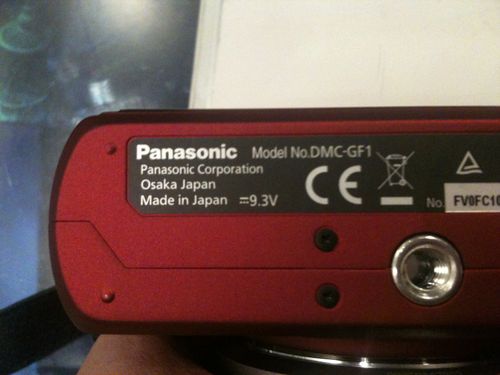 Panasonic Model No.DMC-GF1
Panasonic Corporation
Osaka Japan
Made in Japan ⎓9.3V
CE
No. FV0FC10